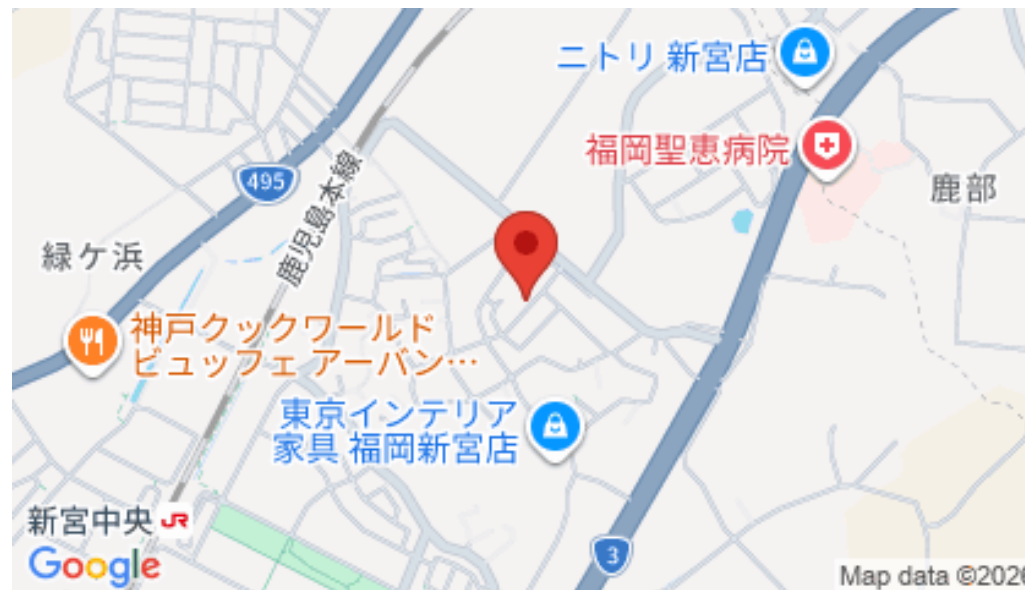 ニトリ 新宮店
福岡聖恵病院
鹿部
495
鹿児島本線
緑ケ浜
神戸クックワールド
ビュッフェ アーバン…
東京インテリア
家具 福岡新宮店
新宮中央 JR
3
Google
Map data ©2026